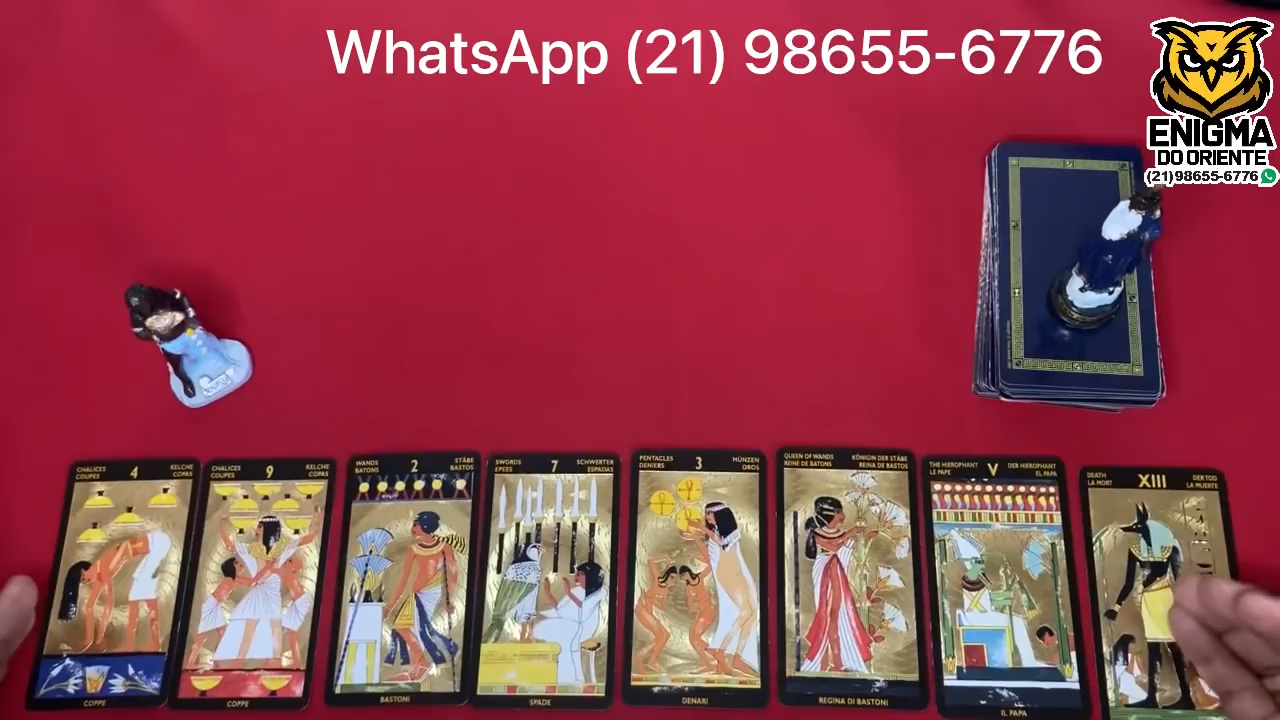 WhatsApp (21) 98655-6776
ENIGMA
DO ORIENTE
(21)98655-6776
CHALICES 4 KELCHE
COUPES COPAS
COPPE
CHALICES 9 KELCHE
COUPES COPAS
COPPE
WANDS 2 STÄBE
BATONS BASTOS
BASTONI
SWORDS 7 SCHWERTER
EPEES ESPADAS
SPADE
PENTACLES 3 MÜNZEN
DENIERS OROS
DENARI
QUEEN OF WANDS KÖNIGIN DER STÄBE
REINE DE BATONS REINA DE BASTOS
REGINA DI BASTONI
THE HIEROPHANT V DER HIEROPHANT
LE PAPE EL PAPA
IL PAPA
DEATH XIII DER TOD
LA MORT LA MUERTE